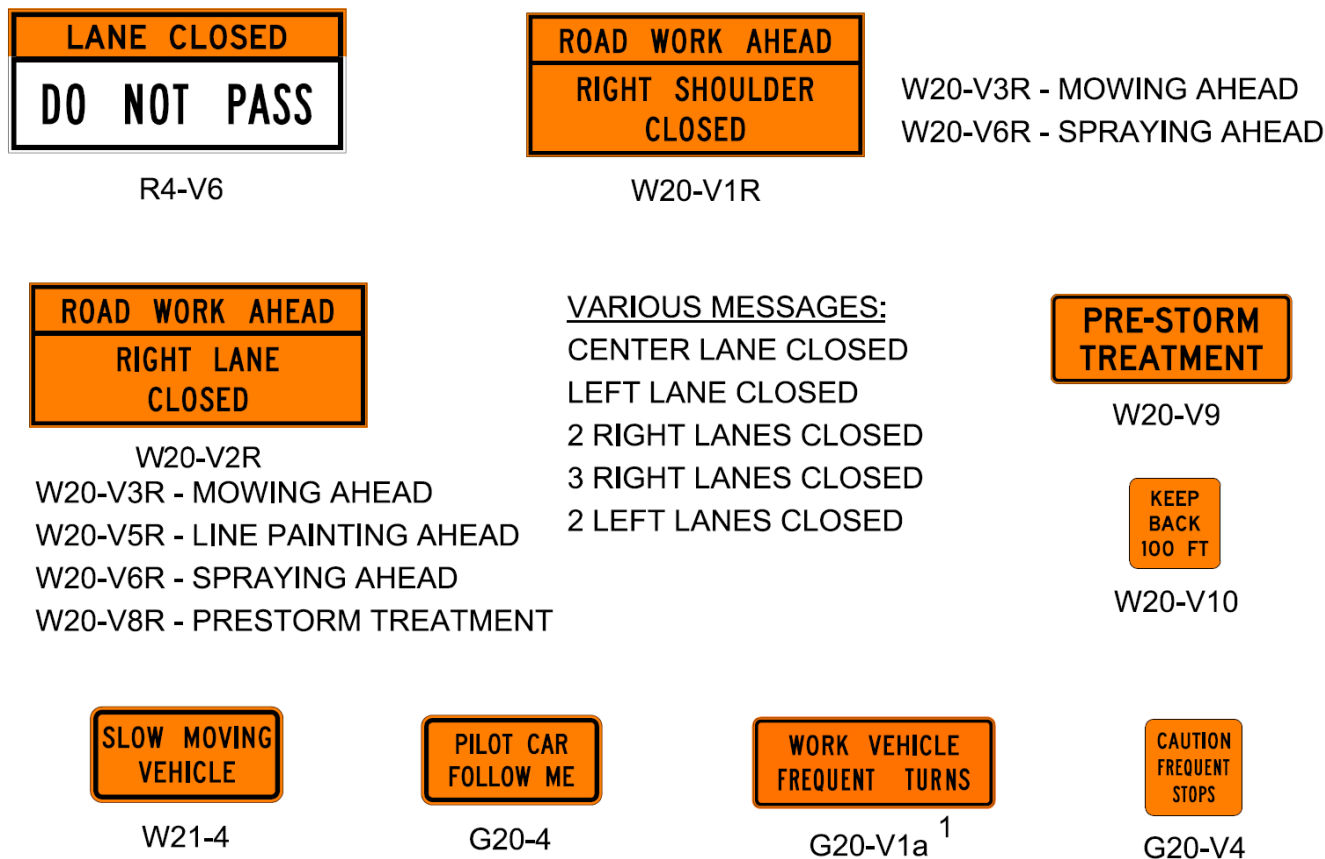 LANE CLOSED
DO NOT PASS
R4-V6
ROAD WORK AHEAD
RIGHT SHOULDER
CLOSED
W20-V1R
W20-V3R - MOWING AHEAD
W20-V6R - SPRAYING AHEAD
ROAD WORK AHEAD
RIGHT LANE
CLOSED
W20-V2R
W20-V3R - MOWING AHEAD
W20-V5R - LINE PAINTING AHEAD
W20-V6R - SPRAYING AHEAD
W20-V8R - PRESTORM TREATMENT
VARIOUS MESSAGES:
CENTER LANE CLOSED
LEFT LANE CLOSED
2 RIGHT LANES CLOSED
3 RIGHT LANES CLOSED
2 LEFT LANES CLOSED
PRE-STORM
TREATMENT
W20-V9
KEEP
BACK
100 FT
W20-V10
SLOW MOVING
VEHICLE
W21-4
PILOT CAR
FOLLOW ME
G20-4
WORK VEHICLE
FREQUENT TURNS
G20-V1a 1
CAUTION
FREQUENT
STOPS
G20-V4